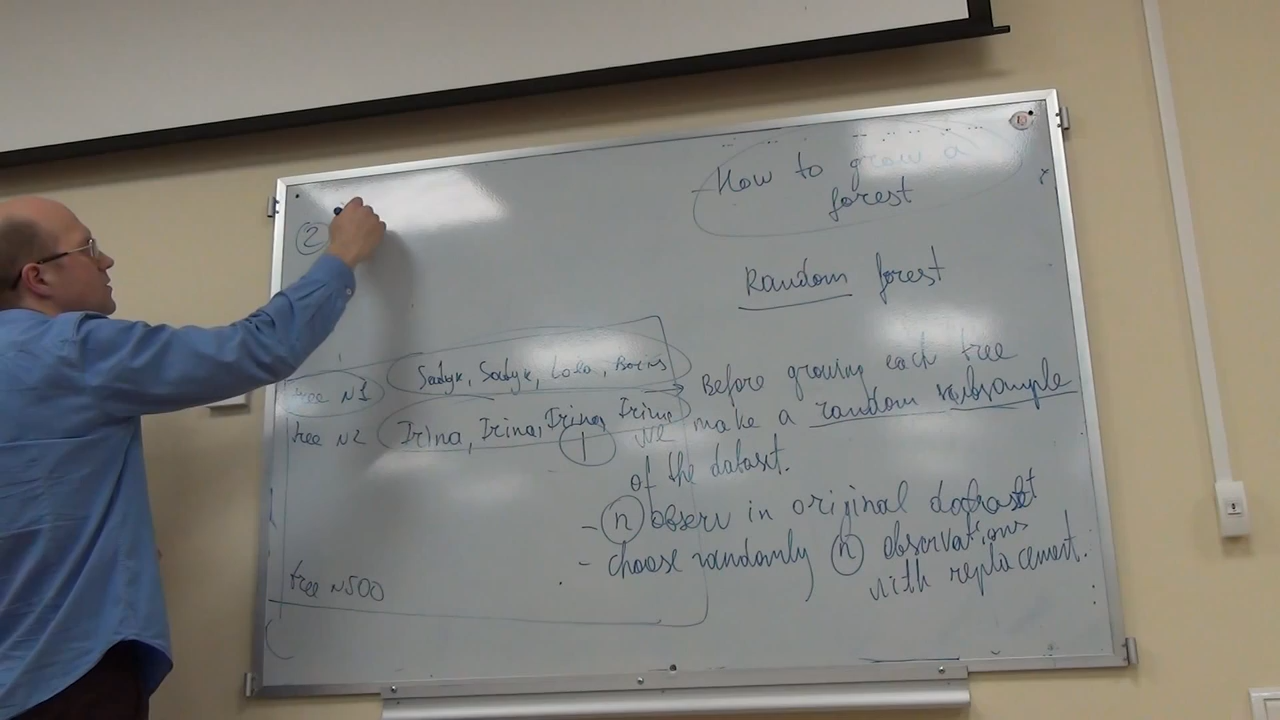 How to grow a
forest
Random forest
2
tree N1 Sadyk, Sadyk, Lola, Boris
tree N2 Irina, Irina, Irina, Irina
tree N500
Before growing each tree
1 we make a random subsample
of the dataset.
- n observ in original dataset
- choose randomly n observations
with replacement.